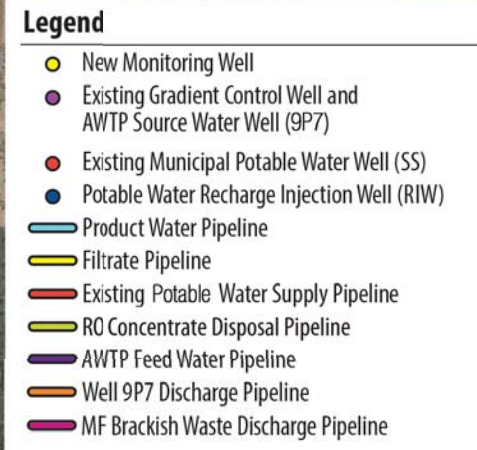 Legend
New Monitoring Well
Existing Gradient Control Well and
AWTP Source Water Well (9P7)
Existing Municipal Potable Water Well (SS)
Potable Water Recharge Injection Well (RIW)
Product Water Pipeline
Filtrate Pipeline
Existing Potable Water Supply Pipeline
RO Concentrate Disposal Pipeline
AWTP Feed Water Pipeline
Well 9P7 Discharge Pipeline
MF Brackish Waste Discharge Pipeline